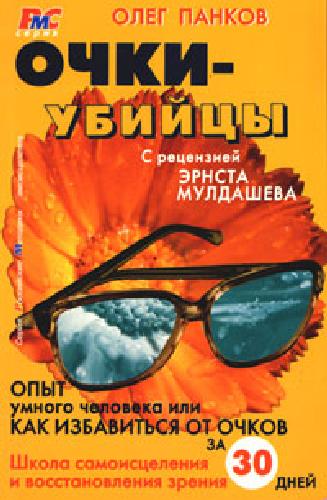 РМС
серия
ОЛЕГ ПАНКОВ
ОЧКИ-
УБИЙЦЫ
С рецензией
ЭРНСТА
МУЛДАШЕВА
ОПЫТ
умного человека или
КАК ИЗБАВИТЬСЯ ОТ ОЧКОВ
ЗА
30
ДНЕЙ
Школа самоисцеления
и восстановления зрения